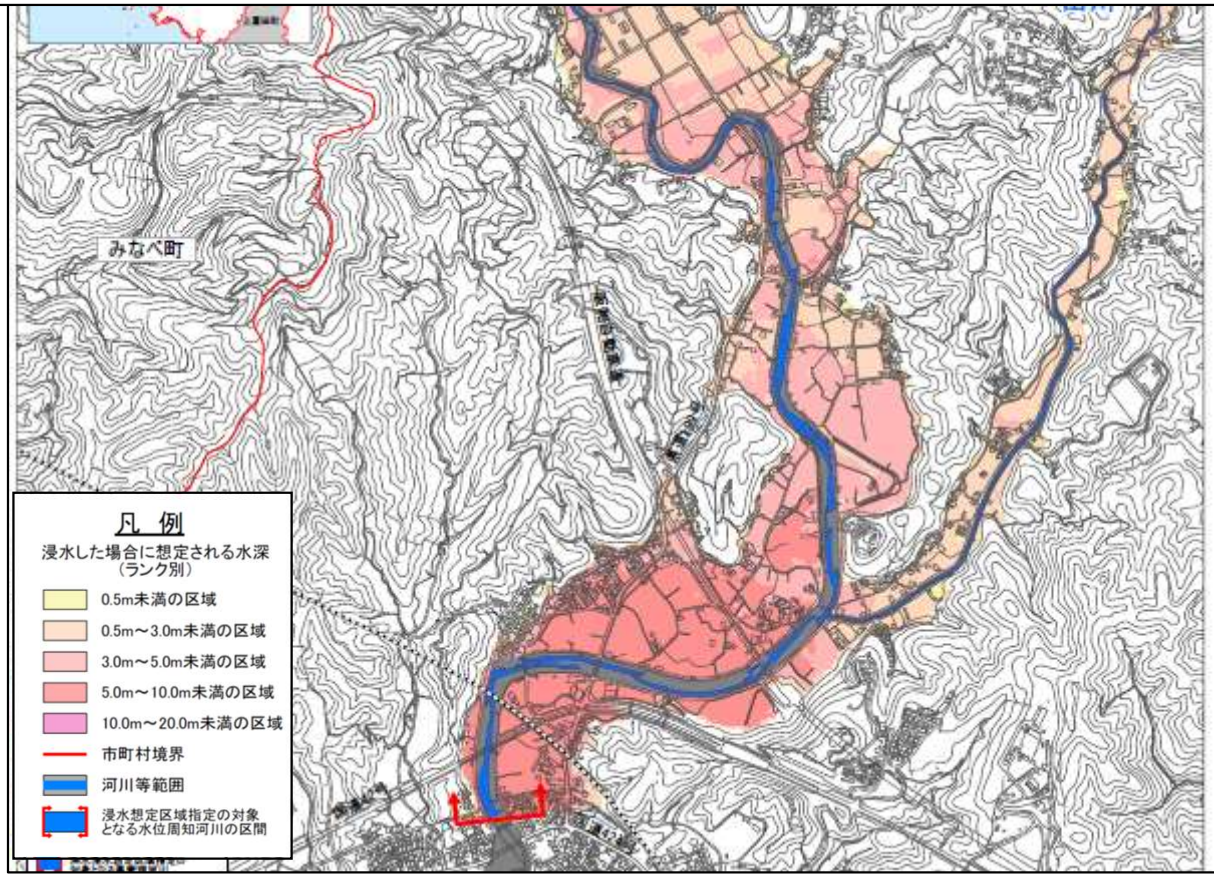 みなべ町
凡 例
浸水した場合に想定される水深
(ランク別)
0.5m未満の区域
0.5m～3.0m未満の区域
3.0m～5.0m未満の区域
5.0m～10.0m未満の区域
10.0m～20.0m未満の区域
市町村境界
河川等範囲
浸水想定区域指定の対象
となる水位周知河川の区間